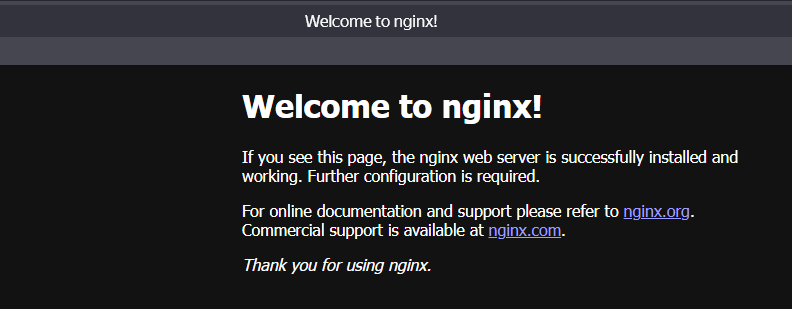 Welcome to nginx!
Welcome to nginx!
If you see this page, the nginx web server is successfully installed and
working. Further configuration is required.
For online documentation and support please refer to nginx.org.
Commercial support is available at nginx.com.
Thank you for using nginx.